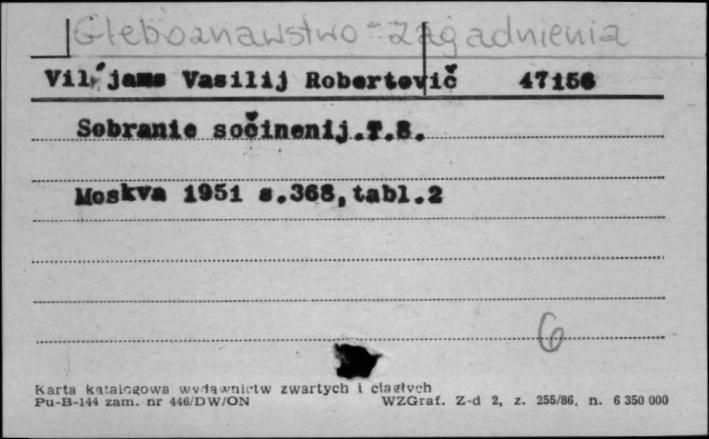 Gleboznawstwo - zagadnienia
Vil'jams Vasilij Robertovič 47156
Sobranie sočinenij.T.8.
Moskva 1951 s.368,tabl.2
6
Karta katalogowa wydawnictw zwartych i ciągłych
Pu-B-144 zam. nr 446/DW/ON WZGraf. Z-d 2, z. 255/86, n. 6 350 000